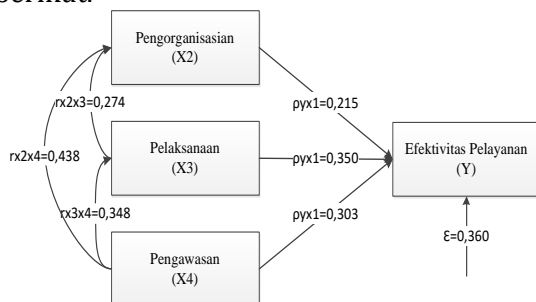 Pengorganisasian
(X2)
rx2x3=0,274
ρyx1=0,215
rx2x4=0,438
Pelaksanaan
(X3)
ρyx1=0,350
Efektivitas Pelayanan
(Y)
rx3x4=0,348
ρyx1=0,303
Ɛ=0,360
Pengawasan
(X4)